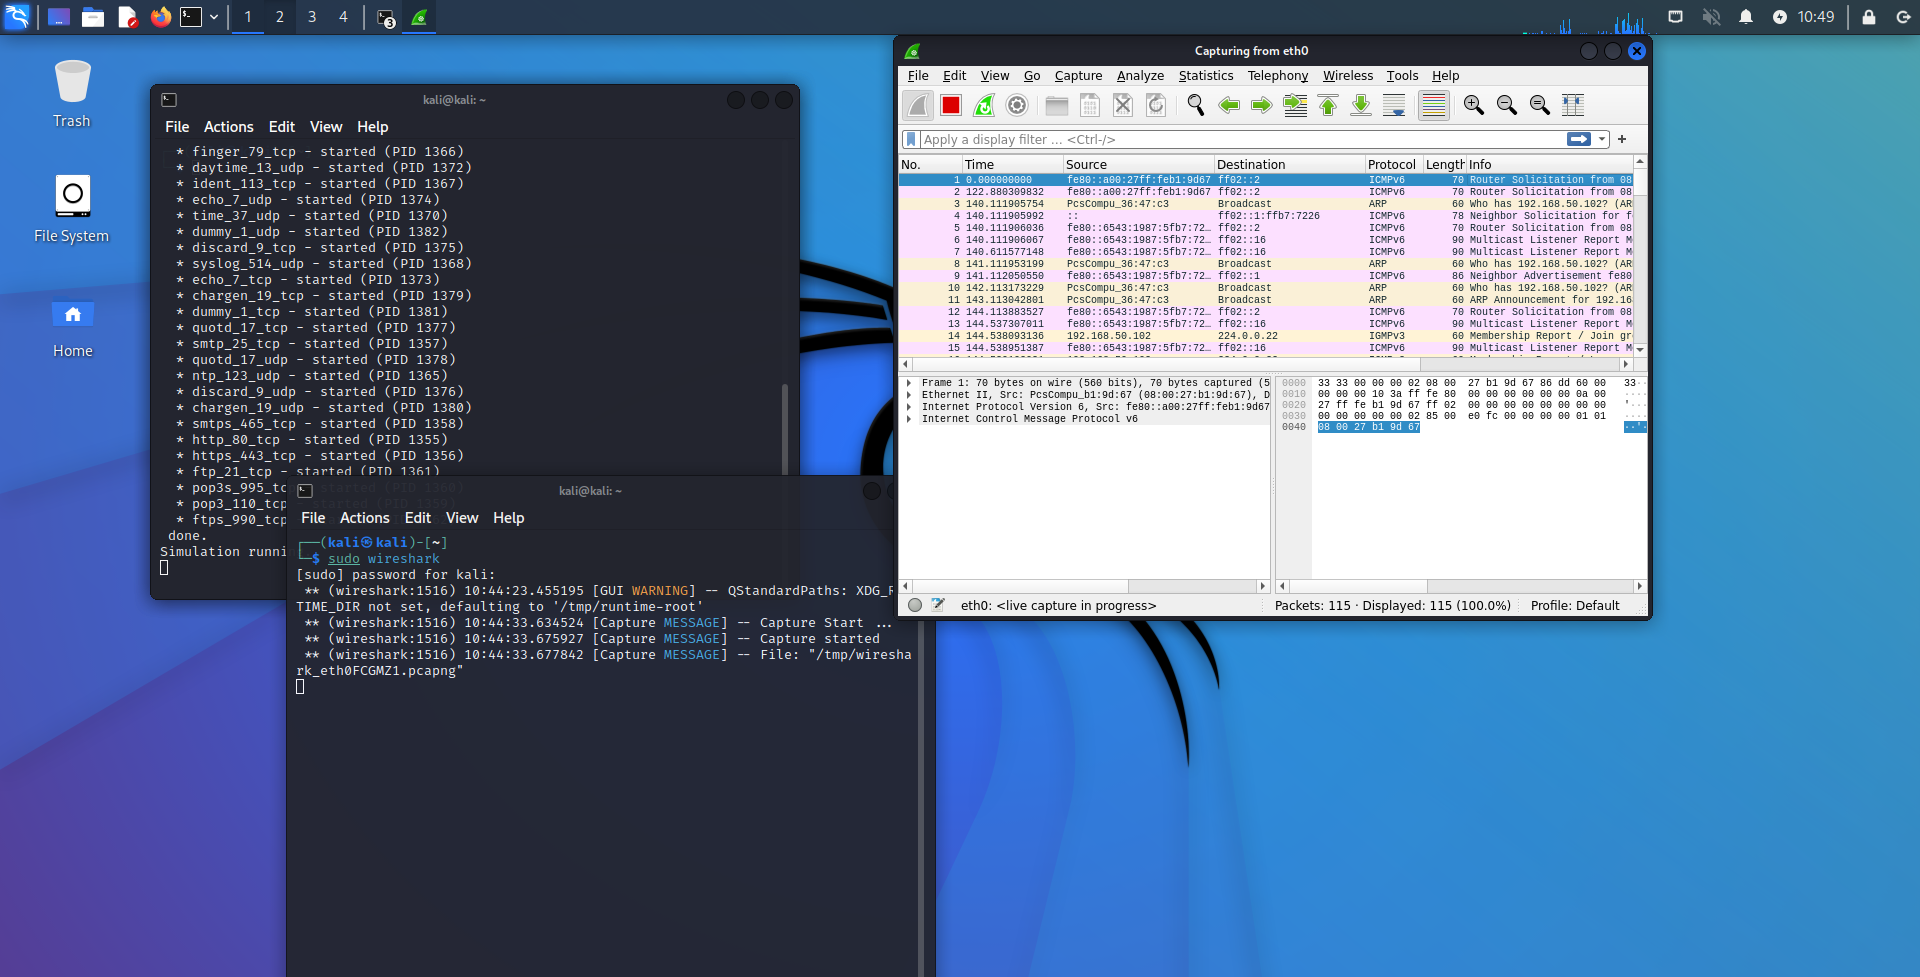 1 2 3 4 3 10:49
Trash
File System
Home
kali@kali: ~
File Actions Edit View Help
* finger_79_tcp - started (PID 1366)
* daytime_13_udp - started (PID 1372)
* ident_113_tcp - started (PID 1367)
* echo_7_udp - started (PID 1374)
* time_37_udp - started (PID 1370)
* dummy_1_udp - started (PID 1382)
* discard_9_tcp - started (PID 1375)
* syslog_514_udp - started (PID 1368)
* echo_7_tcp - started (PID 1373)
* chargen_19_tcp - started (PID 1379)
* dummy_1_tcp - started (PID 1381)
* quotd_17_tcp - started (PID 1377)
* smtp_25_tcp - started (PID 1357)
* quotd_17_udp - started (PID 1378)
* ntp_123_udp - started (PID 1365)
* discard_9_udp - started (PID 1376)
* chargen_19_udp - started (PID 1380)
* smtps_465_tcp - started (PID 1358)
* http_80_tcp - started (PID 1355)
* https_443_tcp - started (PID 1356)
* ftp_21_tcp - started (PID 1361)
* pop3s_995_tc started (PID 1360)
* pop3_110_tcp - started (PID 1359)
* ftps_990_tcp
done.
Simulation runni
kali@kali: ~
File Actions Edit View Help
┌──(kali㉿kali)-[~]
└─$ sudo wireshark
[sudo] password for kali:
** (wireshark:1516) 10:44:23.455195 [GUI WARNING] -- QStandardPaths: XDG_R
TIME_DIR not set, defaulting to '/tmp/runtime-root'
** (wireshark:1516) 10:44:33.634524 [Capture MESSAGE] -- Capture Start ...
** (wireshark:1516) 10:44:33.675927 [Capture MESSAGE] -- Capture started
** (wireshark:1516) 10:44:33.677842 [Capture MESSAGE] -- File: "/tmp/wiresha
rk_eth0FCGMZ1.pcapng"
Capturing from eth0
File Edit View Go Capture Analyze Statistics Telephony Wireless Tools Help
Apply a display filter ... <Ctrl-/>
No. Time Source Destination Protocol Length Info
1 0.000000000 fe80::a00:27ff:feb1:9d67 ff02::2 ICMPv6 70 Router Solicitation from 08
2 122.880309832 fe80::a00:27ff:feb1:9d67 ff02::2 ICMPv6 70 Router Solicitation from 08
3 140.111905754 PcsCompu_36:47:c3 Broadcast ARP 60 Who has 192.168.50.102? (AR
4 140.111905992 :: ff02::1:ffb7:7226 ICMPv6 78 Neighbor Solicitation for f
5 140.111906036 fe80::6543:1987:5fb7:72… ff02::2 ICMPv6 70 Router Solicitation from 08
6 140.111906067 fe80::6543:1987:5fb7:72… ff02::16 ICMPv6 90 Multicast Listener Report M
7 140.611577148 fe80::6543:1987:5fb7:72… ff02::16 ICMPv6 90 Multicast Listener Report M
8 141.111953199 PcsCompu_36:47:c3 Broadcast ARP 60 Who has 192.168.50.102? (AR
9 141.112050550 fe80::6543:1987:5fb7:72… ff02::1 ICMPv6 86 Neighbor Advertisement fe80
10 142.113173229 PcsCompu_36:47:c3 Broadcast ARP 60 Who has 192.168.50.102? (AR
11 143.113042801 PcsCompu_36:47:c3 Broadcast ARP 60 ARP Announcement for 192.16
12 144.113883527 fe80::6543:1987:5fb7:72… ff02::2 ICMPv6 70 Router Solicitation from 08
13 144.537307011 fe80::6543:1987:5fb7:72… ff02::16 ICMPv6 90 Multicast Listener Report M
14 144.538093136 192.168.50.102 224.0.0.22 IGMPv3 60 Membership Report / Join gr
15 144.538951387 fe80::6543:1987:5fb7:72… ff02::16 ICMPv6 90 Multicast Listener Report M
Frame 1: 70 bytes on wire (560 bits), 70 bytes captured (5
Ethernet II, Src: PcsCompu_b1:9d:67 (08:00:27:b1:9d:67), D
Internet Protocol Version 6, Src: fe80::a00:27ff:feb1:9d67
Internet Control Message Protocol v6
0000 33 33 00 00 00 02 08 00 27 b1 9d 67 86 dd 60 00 33··
0010 00 00 00 10 3a ff fe 80 00 00 00 00 00 00 0a 00 ····
0020 27 ff fe b1 9d 67 ff 02 00 00 00 00 00 00 00 00 '···
0030 00 00 00 00 00 02 85 00 e0 fc 00 00 00 00 01 01 ····
0040 08 00 27 b1 9d 67 ··'·
eth0: <live capture in progress> Packets: 115 · Displayed: 115 (100.0%) Profile: Default